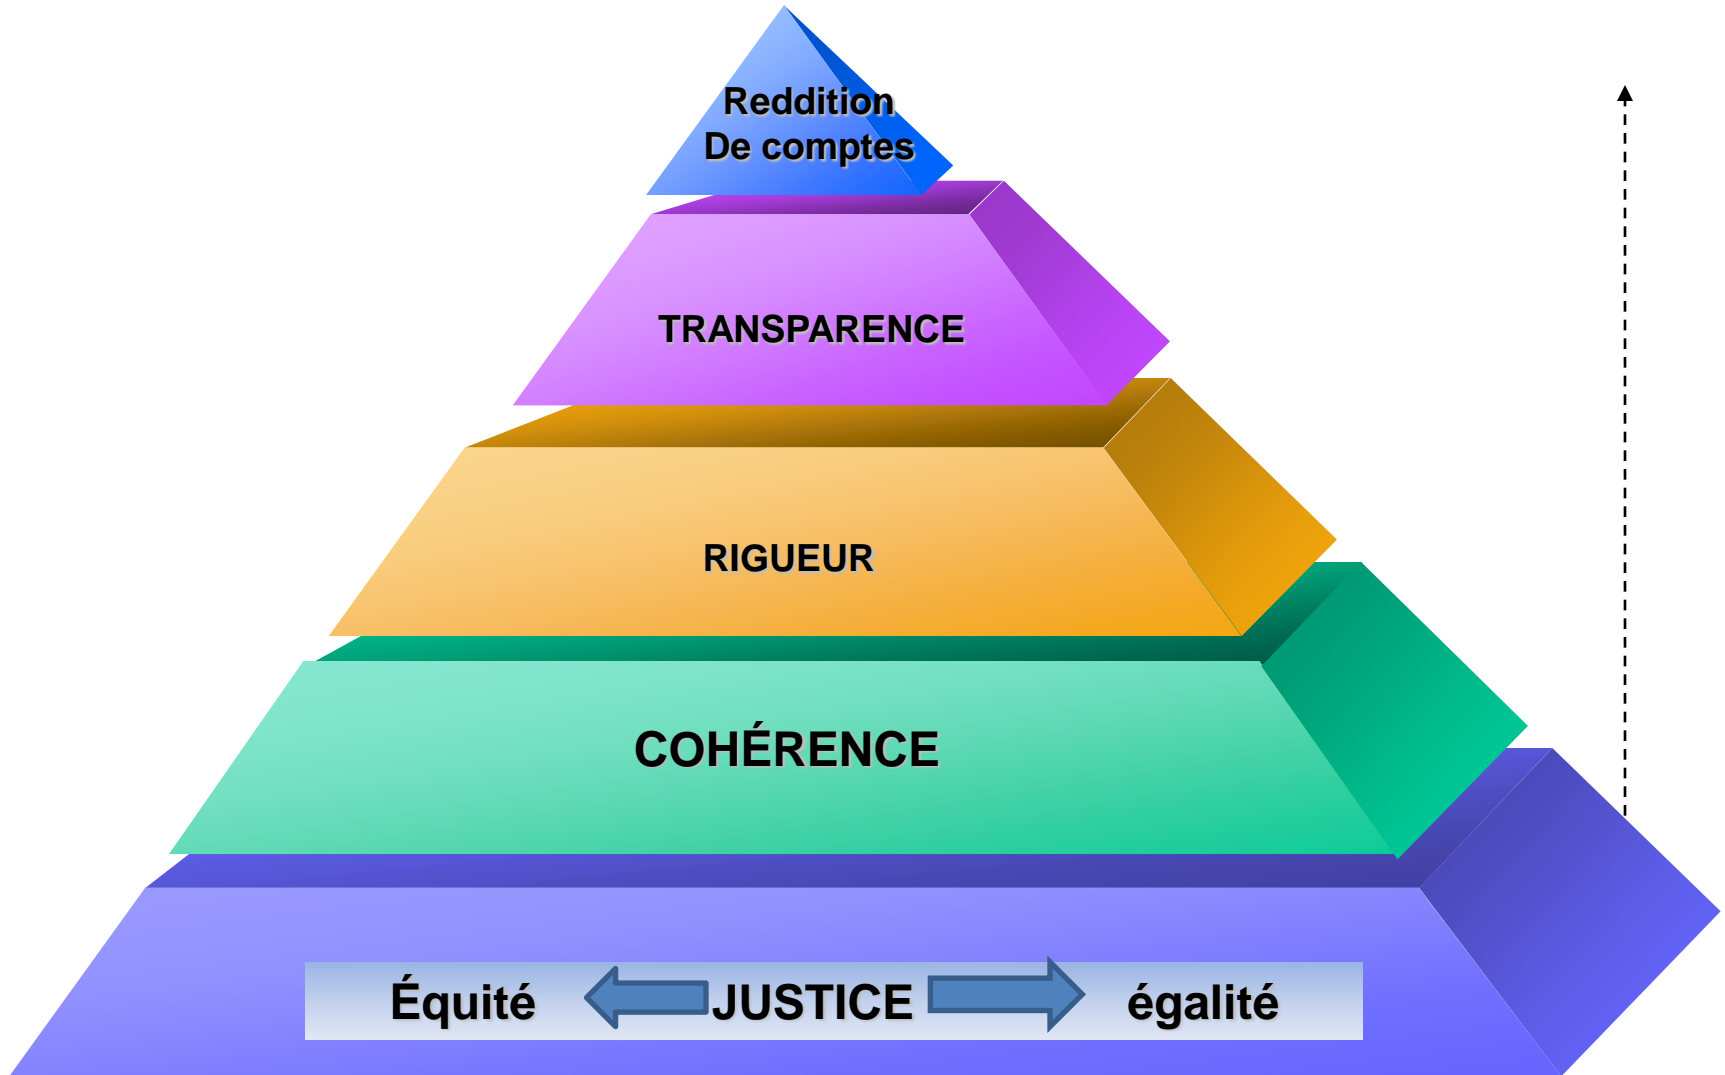 Reddition
De comptes
TRANSPARENCE
RIGUEUR
COHÉRENCE
Équité JUSTICE égalité